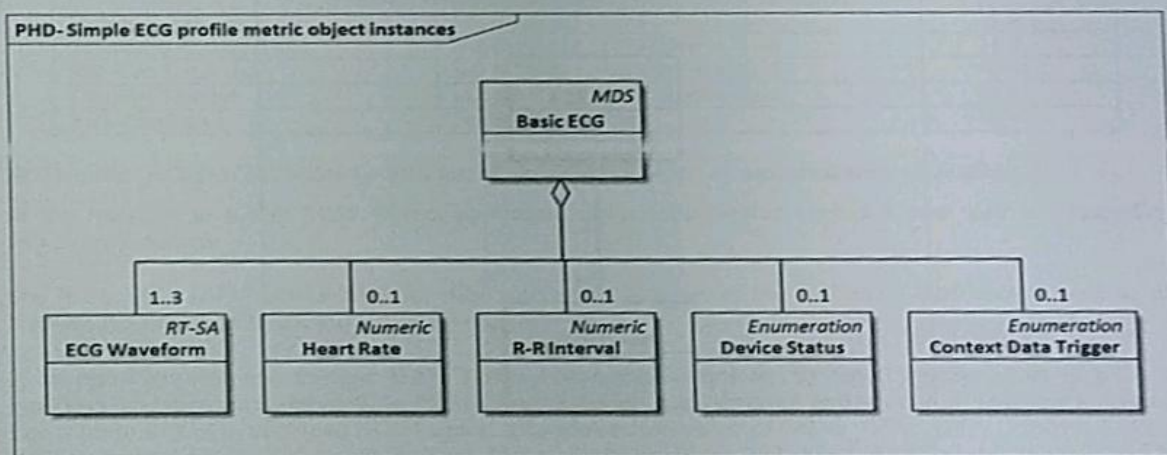 PHD- Simple ECG profile metric object instances
MDS
Basic ECG
1..3
0..1
0..1
0..1
0..1
RT-SA
ECG Waveform
Numeric
Heart Rate
Numeric
R-R Interval
Enumeration
Device Status
Enumeration
Context Data Trigger